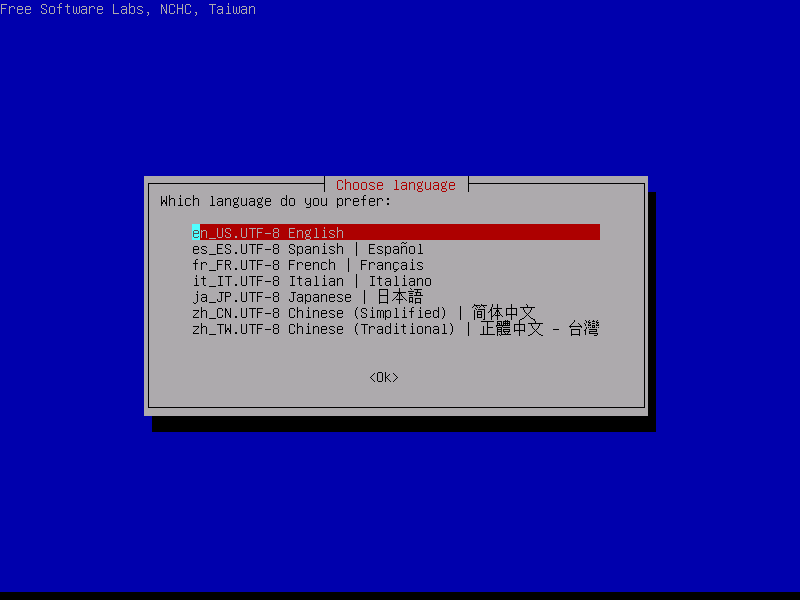 Free Software Labs, NCHC, Taiwan
Choose language
Which language do you prefer:
en_US.UTF-8 English
es_ES.UTF-8 Spanish | Español
fr_FR.UTF-8 French | Français
it_IT.UTF-8 Italian | Italiano
ja_JP.UTF-8 Japanese | 日本語
zh_CN.UTF-8 Chinese (Simplified) | 简体中文
zh_TW.UTF-8 Chinese (Traditional) | 正體中文 - 台灣
<Ok>